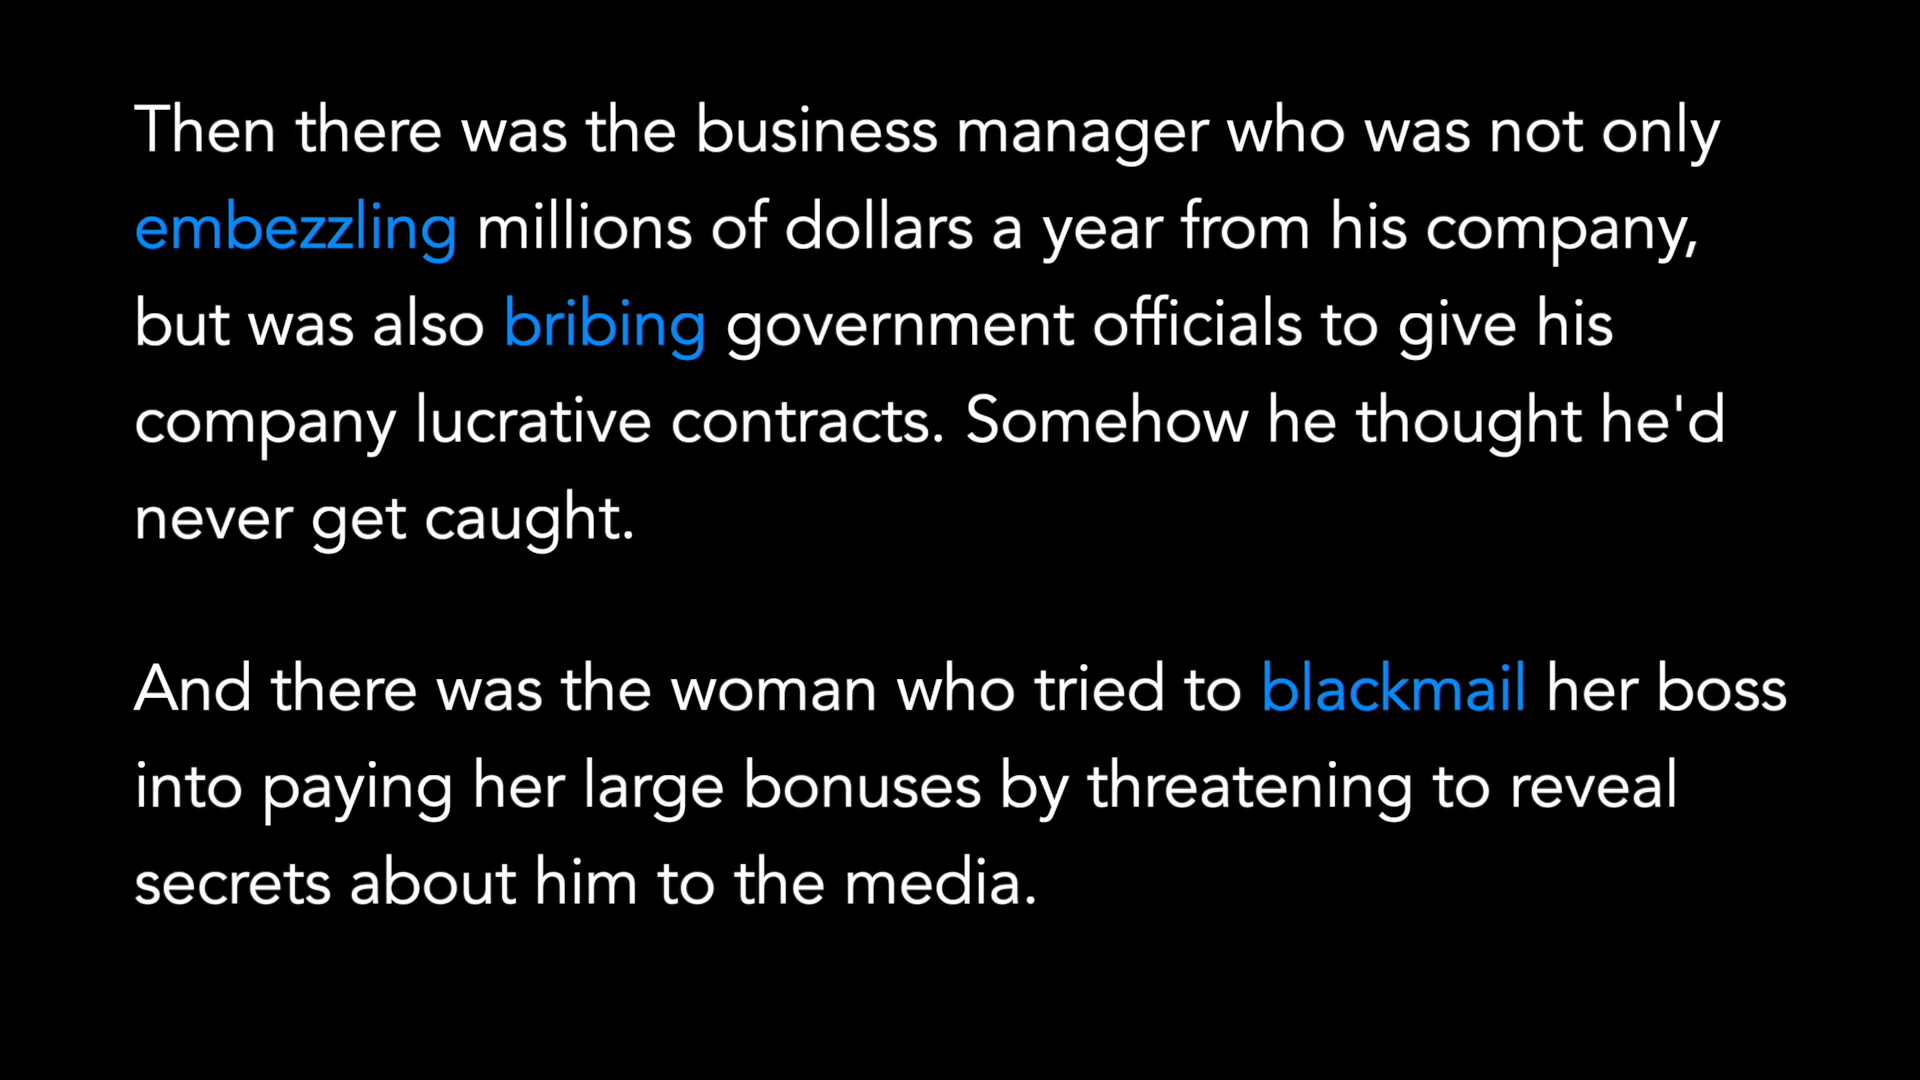 Then there was the business manager who was not only
embezzling millions of dollars a year from his company,
but was also bribing government officials to give his
company lucrative contracts. Somehow he thought he'd
never get caught.
And there was the woman who tried to blackmail her boss
into paying her large bonuses by threatening to reveal
secrets about him to the media.